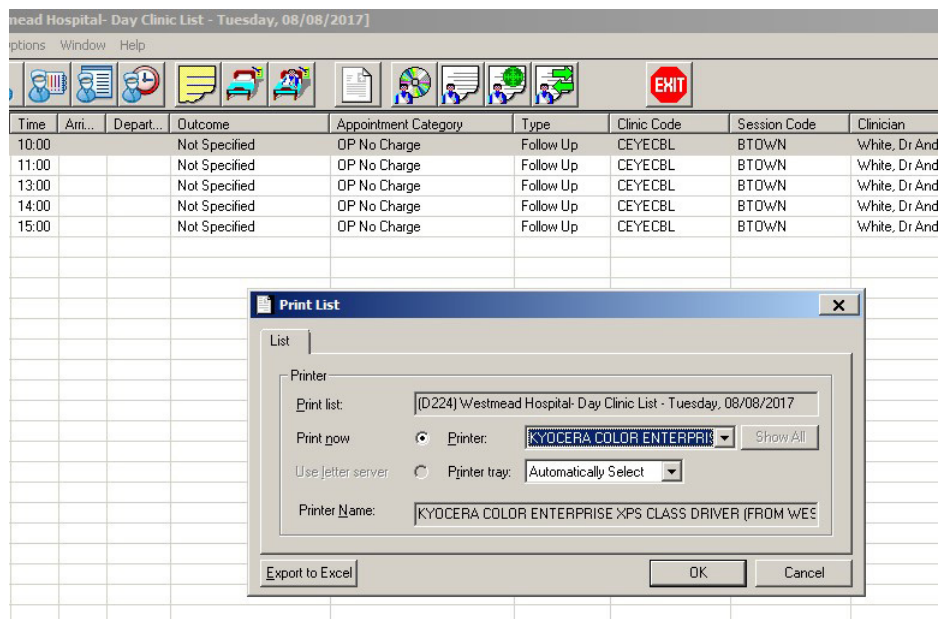 mead Hospital- Day Clinic List - Tuesday, 08/08/2017]
ptions Window Help
EXIT
Time Arri... Depart... Outcome Appointment Category Type Clinic Code Session Code Clinician
10:00 Not Specified OP No Charge Follow Up CEYECBL BTOWN White, Dr And
11:00 Not Specified OP No Charge Follow Up CEYECBL BTOWN White, Dr And
13:00 Not Specified OP No Charge Follow Up CEYECBL BTOWN White, Dr And
14:00 Not Specified OP No Charge Follow Up CEYECBL BTOWN White, Dr And
15:00 Not Specified OP No Charge Follow Up CEYECBL BTOWN White, Dr And
Print List
List
Printer
Print list: (D224) Westmead Hospital- Day Clinic List - Tuesday, 08/08/2017
Print now Printer: KYOCERA COLOR ENTERPRIS Show All
Use letter server Printer tray: Automatically Select
Printer Name: KYOCERA COLOR ENTERPRISE XPS CLASS DRIVER (FROM WES
Export to Excel OK Cancel